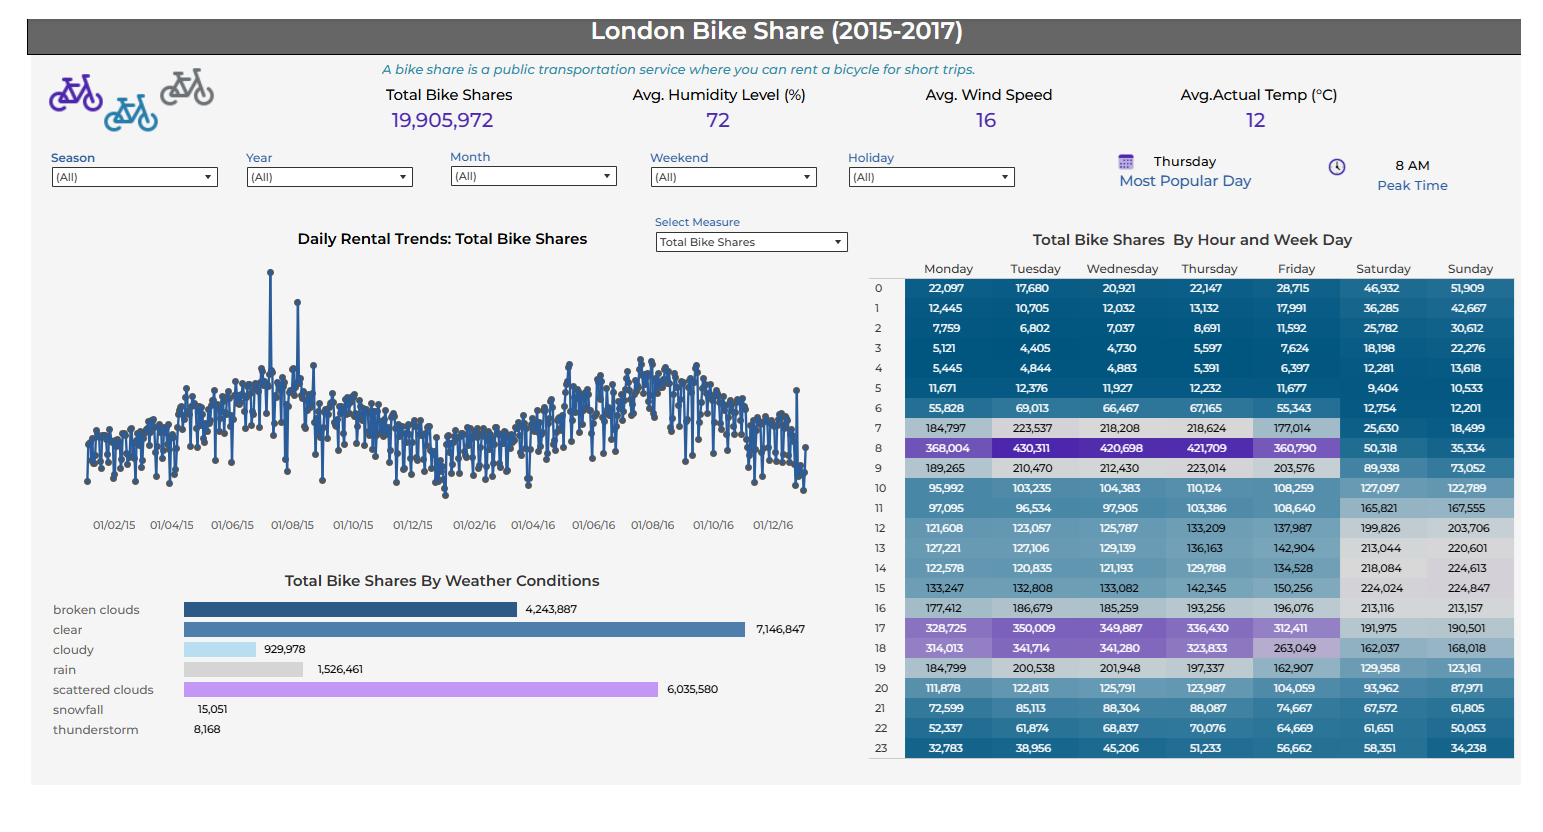 London Bike Share (2015-2017)
A bike share is a public transportation service where you can rent a bicycle for short trips.
Total Bike Shares Avg. Humidity Level (%) Avg. Wind Speed Avg.Actual Temp (°C)
19,905,972 72 16 12
Season Year Month Weekend Holiday
(All) (All) (All) (All) (All)
Thursday 8 AM
Most Popular Day Peak Time
Select Measure
Total Bike Shares
Daily Rental Trends: Total Bike Shares
01/02/15 01/04/15 01/06/15 01/08/15 01/10/15 01/12/15 01/02/16 01/04/16 01/06/16 01/08/16 01/10/16 01/12/16
Total Bike Shares By Weather Conditions
broken clouds 4,243,887
clear 7,146,847
cloudy 929,978
rain 1,526,461
scattered clouds 6,035,580
snowfall 15,051
thunderstorm 8,168
Total Bike Shares By Hour and Week Day
Monday Tuesday Wednesday Thursday Friday Saturday Sunday
0 22,097 17,680 20,921 22,147 28,715 46,932 51,909
1 12,445 10,705 12,032 13,132 17,991 36,285 42,667
2 7,759 6,802 7,037 8,691 11,592 25,782 30,612
3 5,121 4,405 4,730 5,597 7,624 18,198 22,276
4 5,445 4,844 4,883 5,391 6,397 12,281 13,618
5 11,671 12,376 11,927 12,232 11,677 9,404 10,533
6 55,828 69,013 66,467 67,165 55,343 12,754 12,201
7 184,797 223,537 218,208 218,624 177,014 25,630 18,499
8 368,004 430,311 420,698 421,709 360,790 50,318 35,334
9 189,265 210,470 212,430 223,014 203,576 89,938 73,052
10 95,992 103,235 104,383 110,124 108,259 127,097 122,789
11 97,095 96,534 97,905 103,386 108,640 165,821 167,555
12 121,608 123,057 125,787 133,209 137,987 199,826 203,706
13 127,221 127,106 129,139 136,163 142,904 213,044 220,601
14 122,578 120,835 121,193 129,788 134,528 218,084 224,613
15 133,247 132,808 133,082 142,345 150,256 224,024 224,847
16 177,412 186,679 185,259 193,256 196,076 213,116 213,157
17 328,725 350,009 349,887 336,430 312,411 191,975 190,501
18 314,013 341,714 341,280 323,833 263,049 162,037 168,018
19 184,799 200,538 201,948 197,337 162,907 129,958 123,161
20 111,878 122,813 125,791 123,987 104,059 93,962 87,971
21 72,599 85,113 88,304 88,087 74,667 67,572 61,805
22 52,337 61,874 68,837 70,076 64,669 61,651 50,053
23 32,783 38,956 45,206 51,233 56,662 58,351 34,238